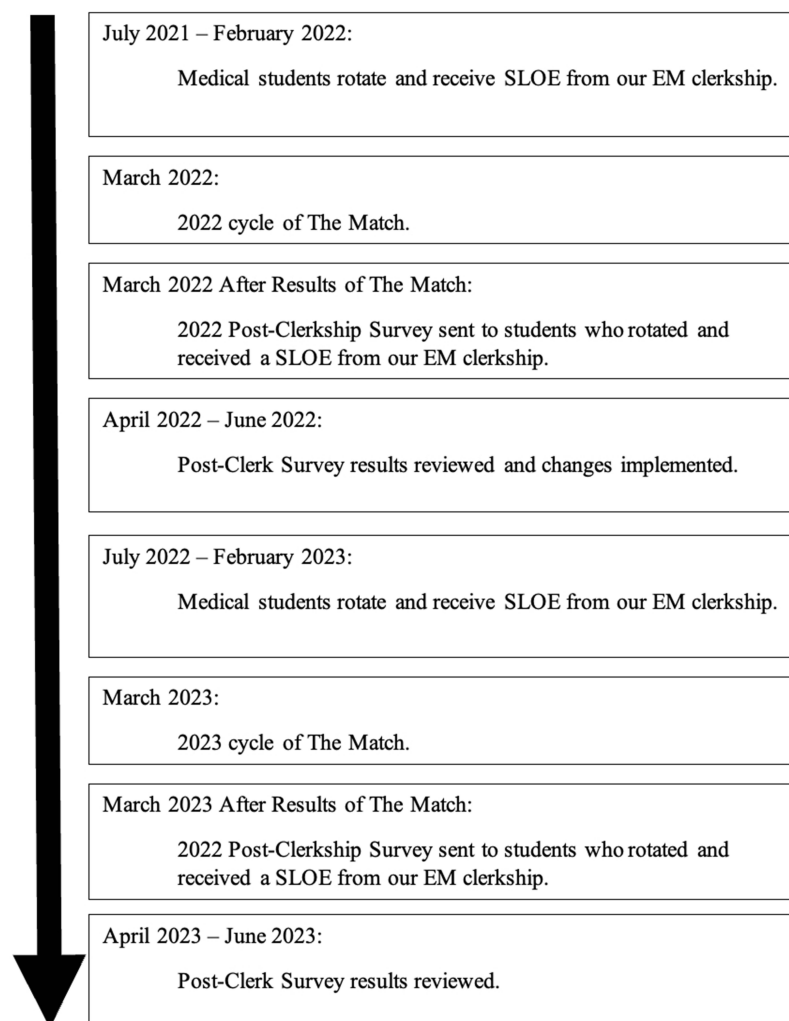 July 2021 – February 2022:
Medical students rotate and receive SLOE from our EM clerkship.
March 2022:
2022 cycle of The Match.
March 2022 After Results of The Match:
2022 Post-Clerkship Survey sent to students who rotated and
received a SLOE from our EM clerkship.
April 2022 – June 2022:
Post-Clerk Survey results reviewed and changes implemented.
July 2022 – February 2023:
Medical students rotate and receive SLOE from our EM clerkship.
March 2023:
2023 cycle of The Match.
March 2023 After Results of The Match:
2022 Post-Clerkship Survey sent to students who rotated and
received a SLOE from our EM clerkship.
April 2023 – June 2023:
Post-Clerk Survey results reviewed.